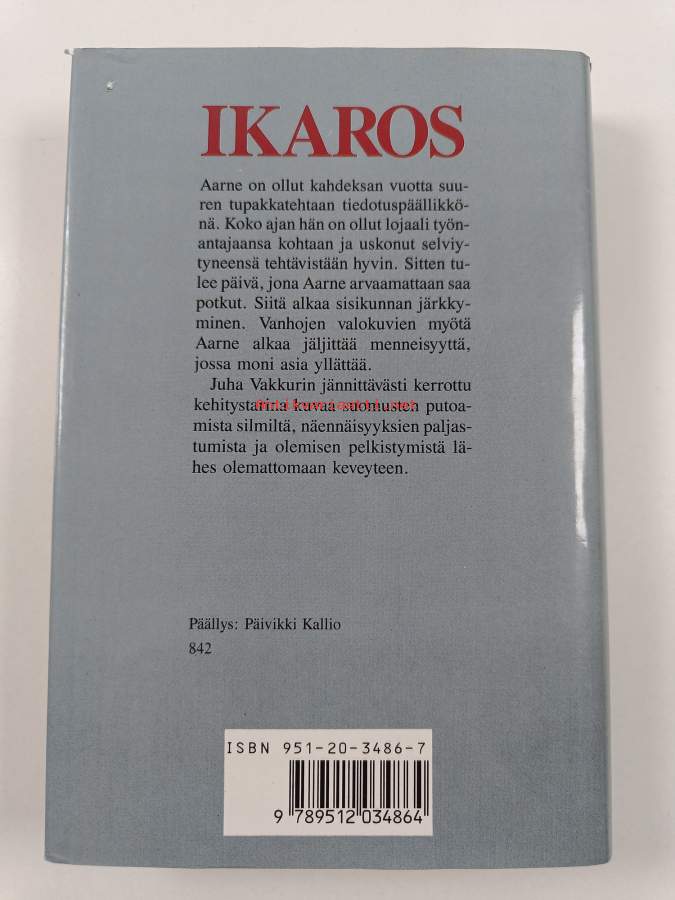 IKAROS
Aarne on ollut kahdeksan vuotta suu-
ren tupakkatehtaan tiedotuspäällikkö-
nä. Koko ajan hän on ollut lojaali työn-
antajaansa kohtaan ja uskonut selviy-
tyneensä tehtävistään hyvin. Sitten tu-
lee päivä, jona Aarne arvaamattaan saa
potkut. Siitä alkaa sisikunnan järkky-
minen. Vanhojen valokuvien myötä
Aarne alkaa jäljittää menneisyyttä,
jossa moni asia yllättää.
Juha Vakkurin jännittävästi kerrottu
kehitystarina kuvaa suomusten putoa-
mista silmiltä, näennäisyyksien paljas-
tumista ja olemisen pelkistymistä lä-
hes olemattomaan keveyteen.
Päällys: Päivikki Kallio
842
ISBN 951-20-3486-7
9 789512 034864